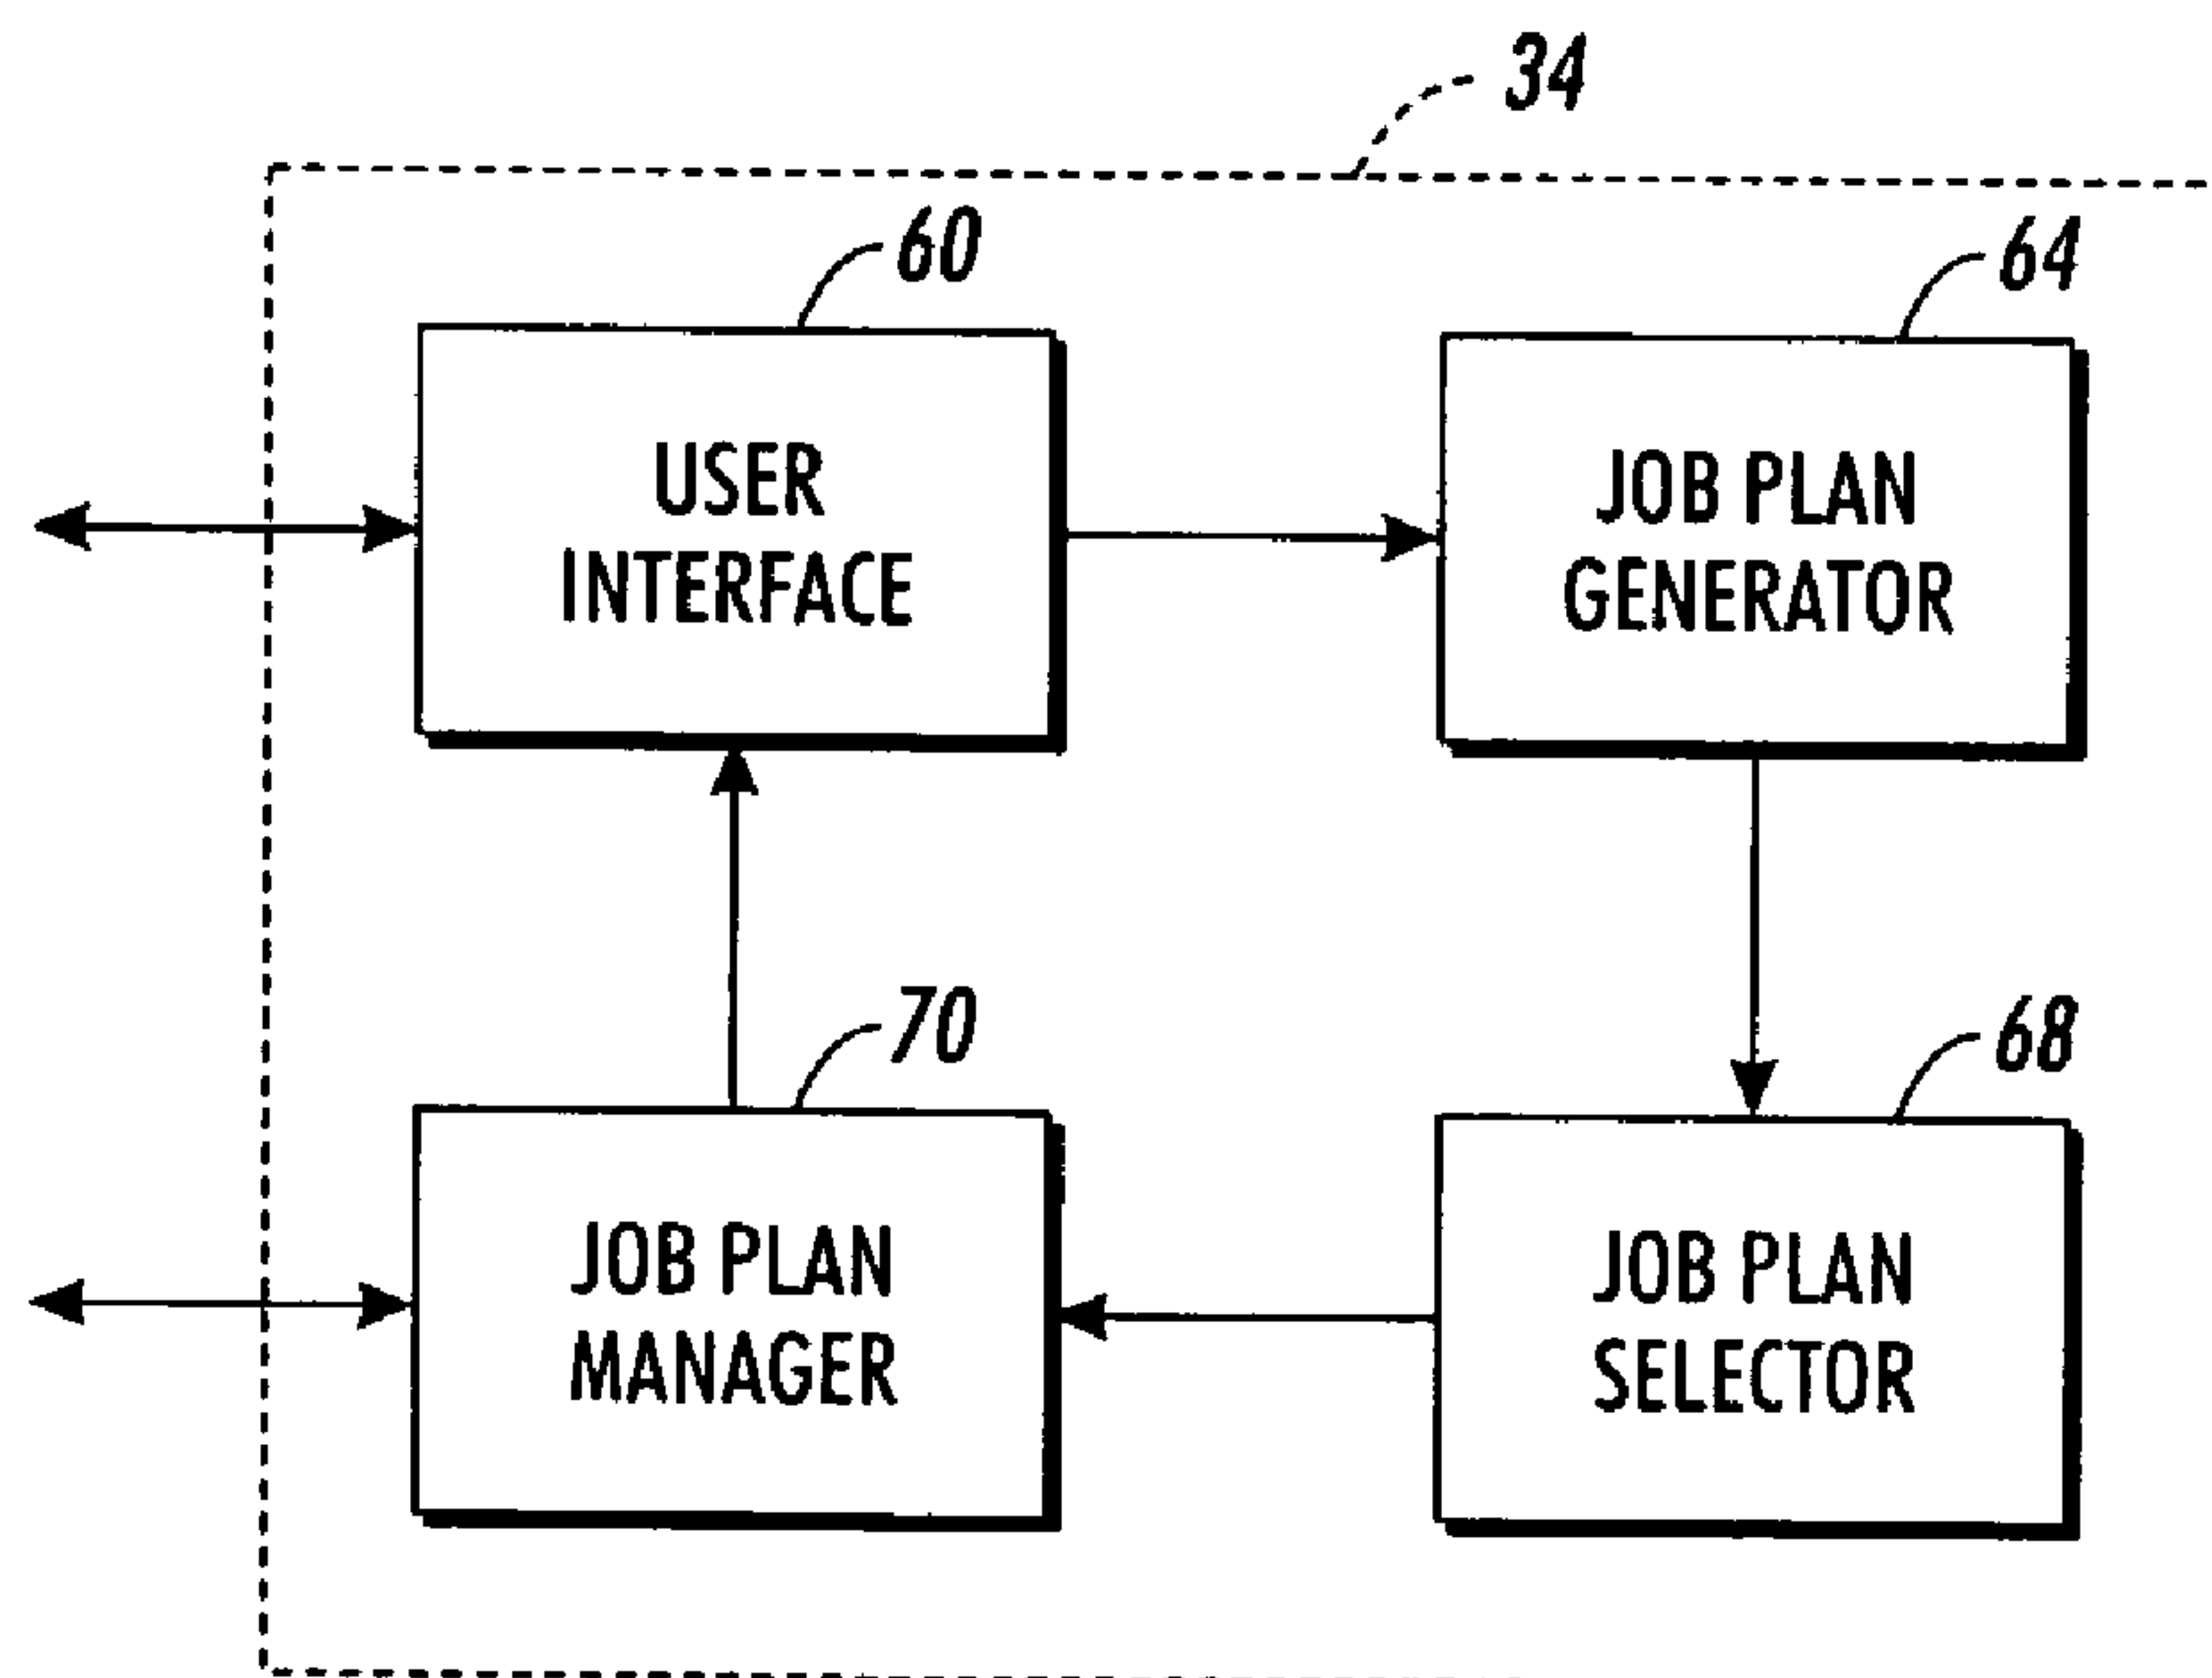 34
60
64
USER
INTERFACE
JOB PLAN
GENERATOR
70
68
JOB PLAN
MANAGER
JOB PLAN
SELECTOR